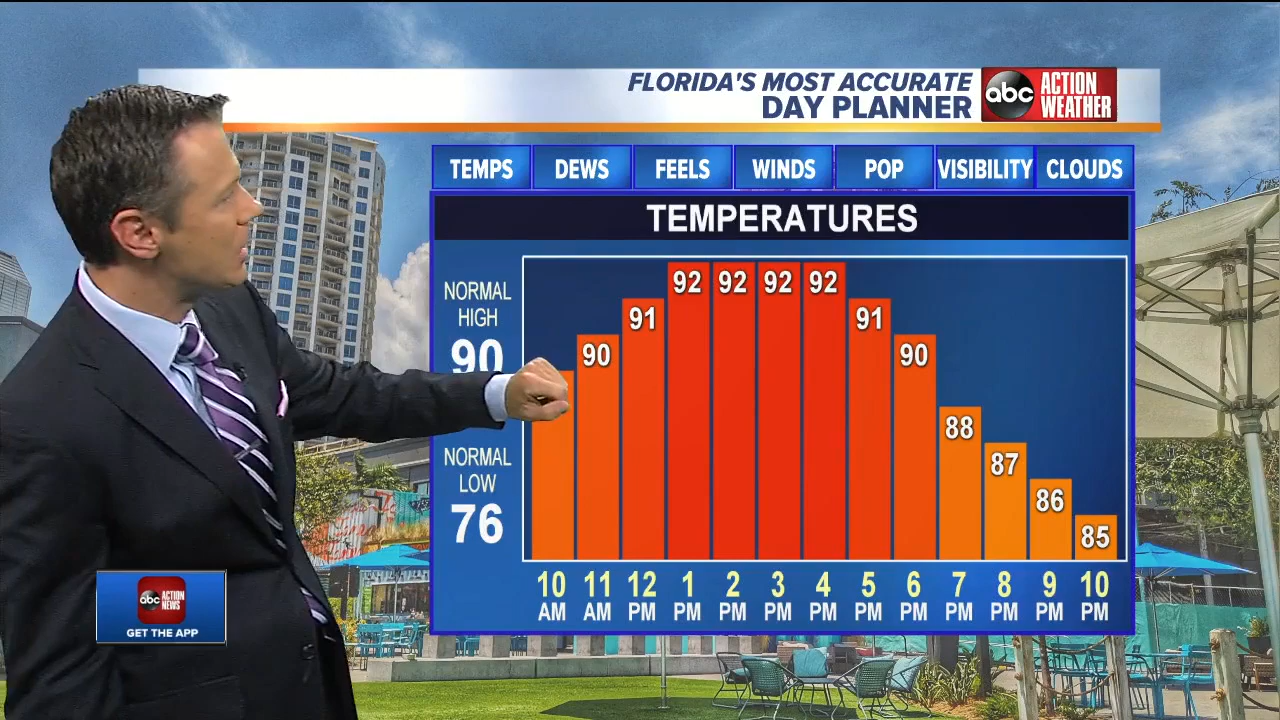 FLORIDA'S MOST ACCURATE
DAY PLANNER
abc ACTION WEATHER
TEMPS DEWS FEELS WINDS POP VISIBILITY CLOUDS
TEMPERATURES
NORMAL
HIGH
90
NORMAL
LOW
76
90 91 92 92 92 92 91 90 88 87 86 85
10 11 12 1 2 3 4 5 6 7 8 9 10
AM AM PM PM PM PM PM PM PM PM PM PM PM
abc ACTION NEWS
GET THE APP